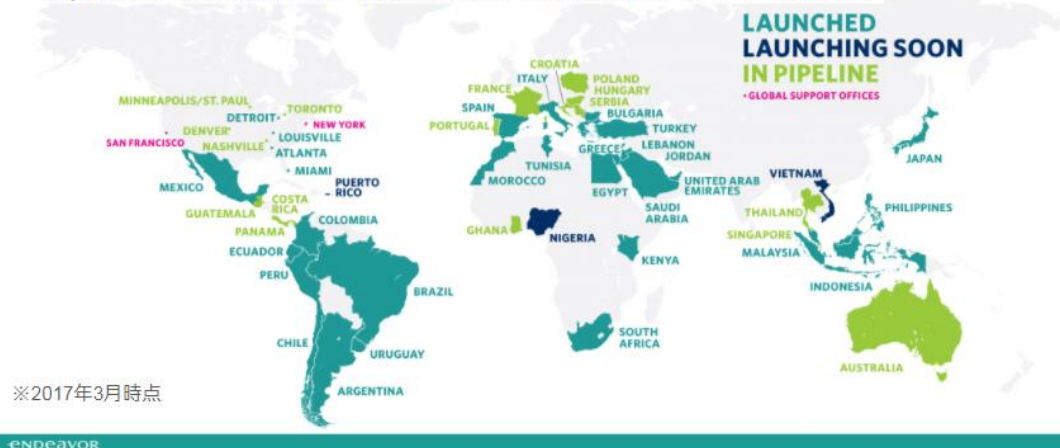 LAUNCHED
LAUNCHING SOON
IN PIPELINE
• GLOBAL SUPPORT OFFICES
MINNEAPOLIS/ST. PAUL
TORONTO
DETROIT
NEW YORK
DENVER
LOUISVILLE
SAN FRANCISCO
NASHVILLE
ATLANTA
MIAMI
MEXICO
PUERTO
RICO
GUATEMALA
COSTA
RICA
PANAMA
COLOMBIA
ECUADOR
PERU
BRAZIL
CHILE
URUGUAY
ARGENTINA
CROATIA
ITALY
POLAND
FRANCE
HUNGARY
SERBIA
SPAIN
BULGARIA
PORTUGAL
TURKEY
GREECE
LEBANON
JORDAN
TUNISIA
MOROCCO
EGYPT
UNITED ARAB
EMIRATES
SAUDI
ARABIA
GHANA
NIGERIA
KENYA
SOUTH
AFRICA
JAPAN
VIETNAM
THAILAND
PHILIPPINES
SINGAPORE
MALAYSIA
INDONESIA
AUSTRALIA
※2017年3月時点
ENDEAVOR